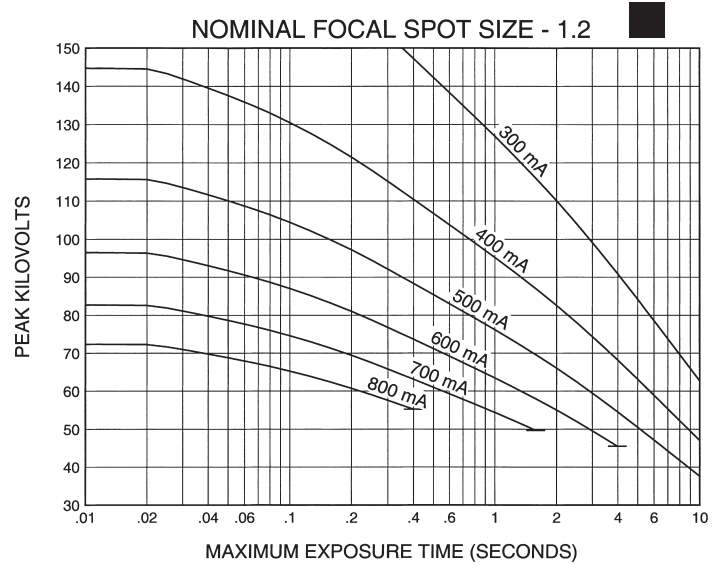 NOMINAL FOCAL SPOT SIZE - 1.2
150
140
130
120
110
100
90
80
70
60
50
40
30
PEAK KILOVOLTS
300 mA
400 mA
500 mA
600 mA
700 mA
800 mA
.01 .02 .04 .06 .1 .2 .4 .6 1 2 4 6 10
MAXIMUM EXPOSURE TIME (SECONDS)